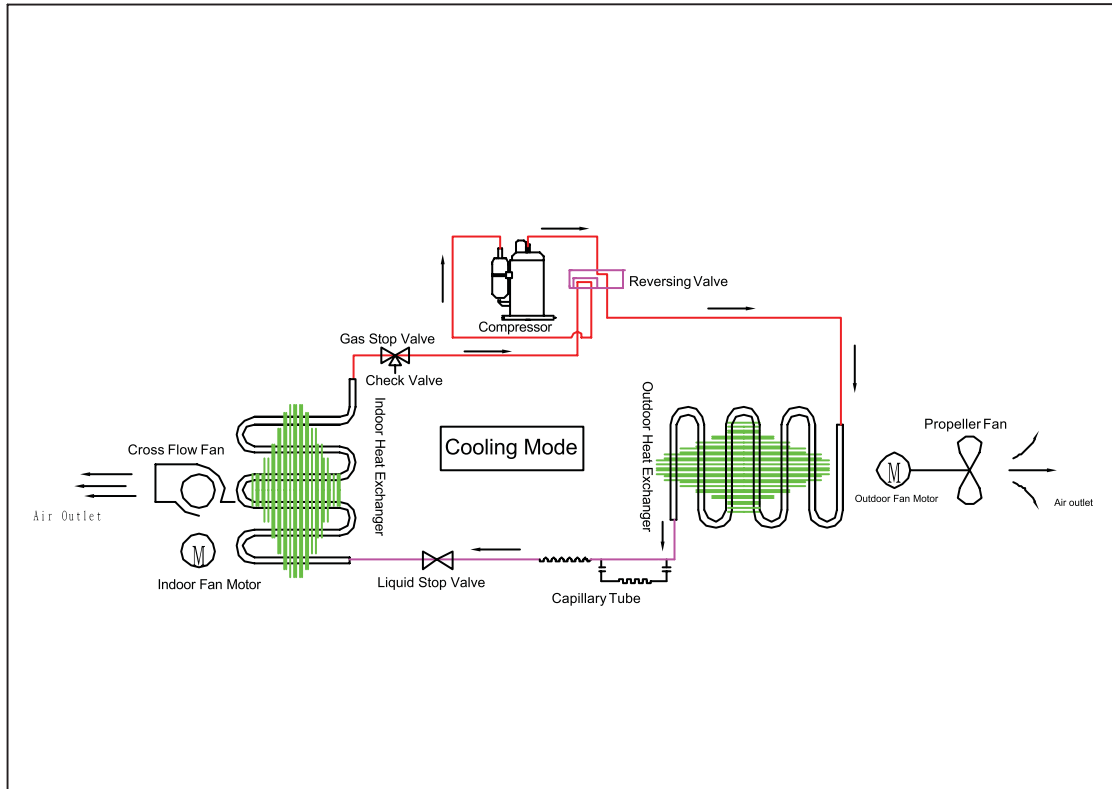 Reversing Valve
Compressor
Gas Stop Valve
Check Valve
Indoor Heat Exchanger
Outdoor Heat Exchanger
Cooling Mode
Cross Flow Fan
Air Outlet
M
Indoor Fan Motor
Liquid Stop Valve
Capillary Tube
Propeller Fan
M
Outdoor Fan Motor
Air outlet